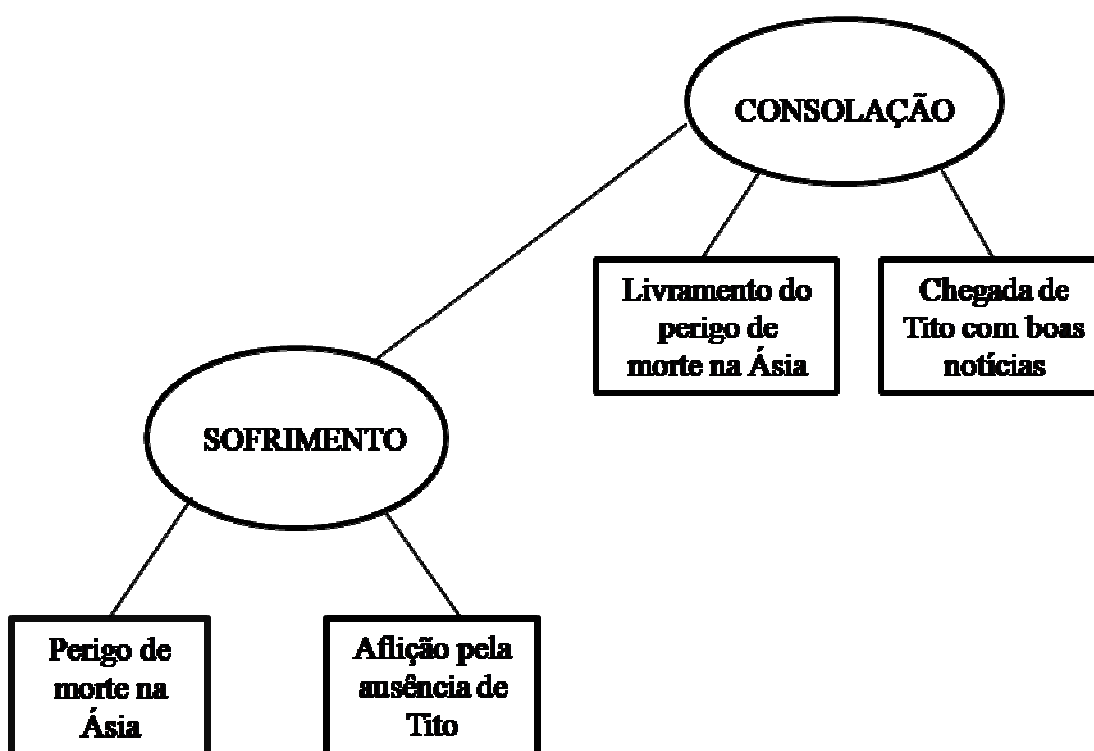 CONSOLAÇÃO
Livramento do
perigo de
morte na Ásia
Chegada de
Tito com boas
notícias
SOFRIMENTO
Perigo de
morte na
Ásia
Aflição pela
ausência de
Tito